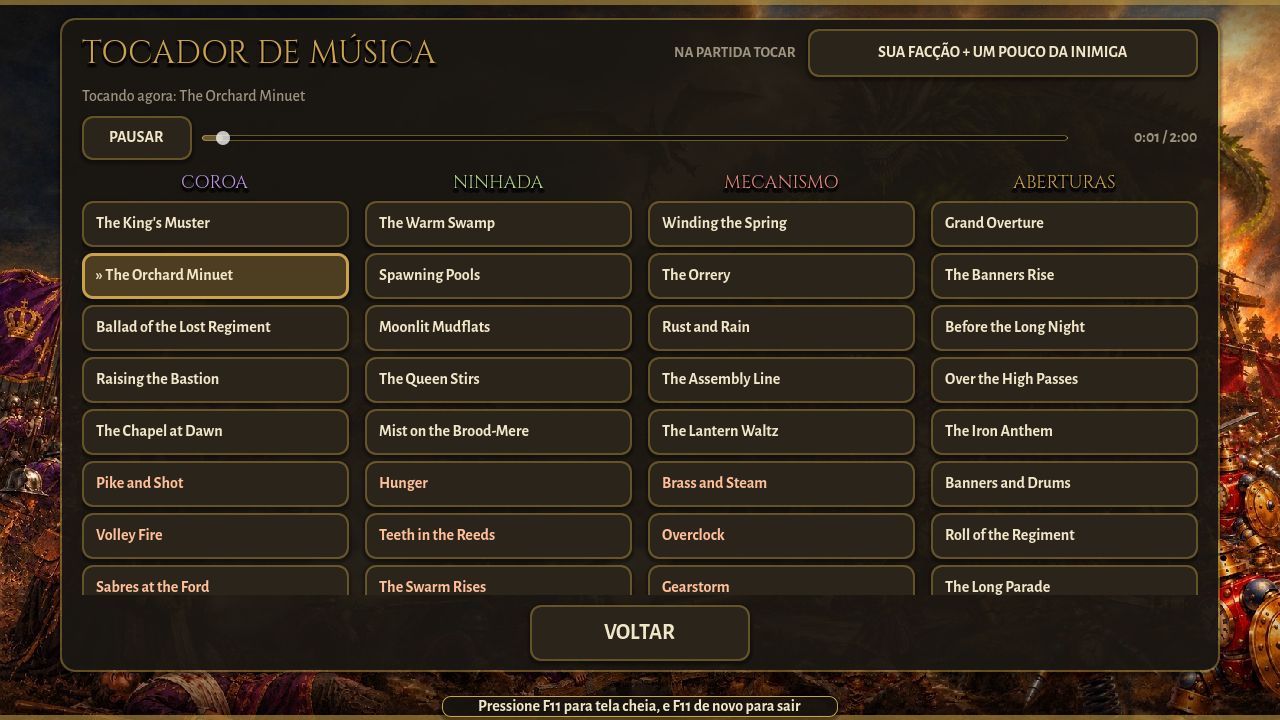 TOCADOR DE MÚSICA
NA PARTIDA TOCAR
SUA FACÇÃO + UM POUCO DA INIMIGA
Tocando agora: The Orchard Minuet
PAUSAR
0:01 / 2:00
COROA
NINHADA
MECANISMO
ABERTURAS
The King's Muster
The Warm Swamp
Winding the Spring
Grand Overture
» The Orchard Minuet
Spawning Pools
The Orrery
The Banners Rise
Ballad of the Lost Regiment
Moonlit Mudflats
Rust and Rain
Before the Long Night
Raising the Bastion
The Queen Stirs
The Assembly Line
Over the High Passes
The Chapel at Dawn
Mist on the Brood-Mere
The Lantern Waltz
The Iron Anthem
Pike and Shot
Hunger
Brass and Steam
Banners and Drums
Volley Fire
Teeth in the Reeds
Overclock
Roll of the Regiment
Sabres at the Ford
The Swarm Rises
Gearstorm
The Long Parade
VOLTAR
Pressione F11 para tela cheia, e F11 de novo para sair